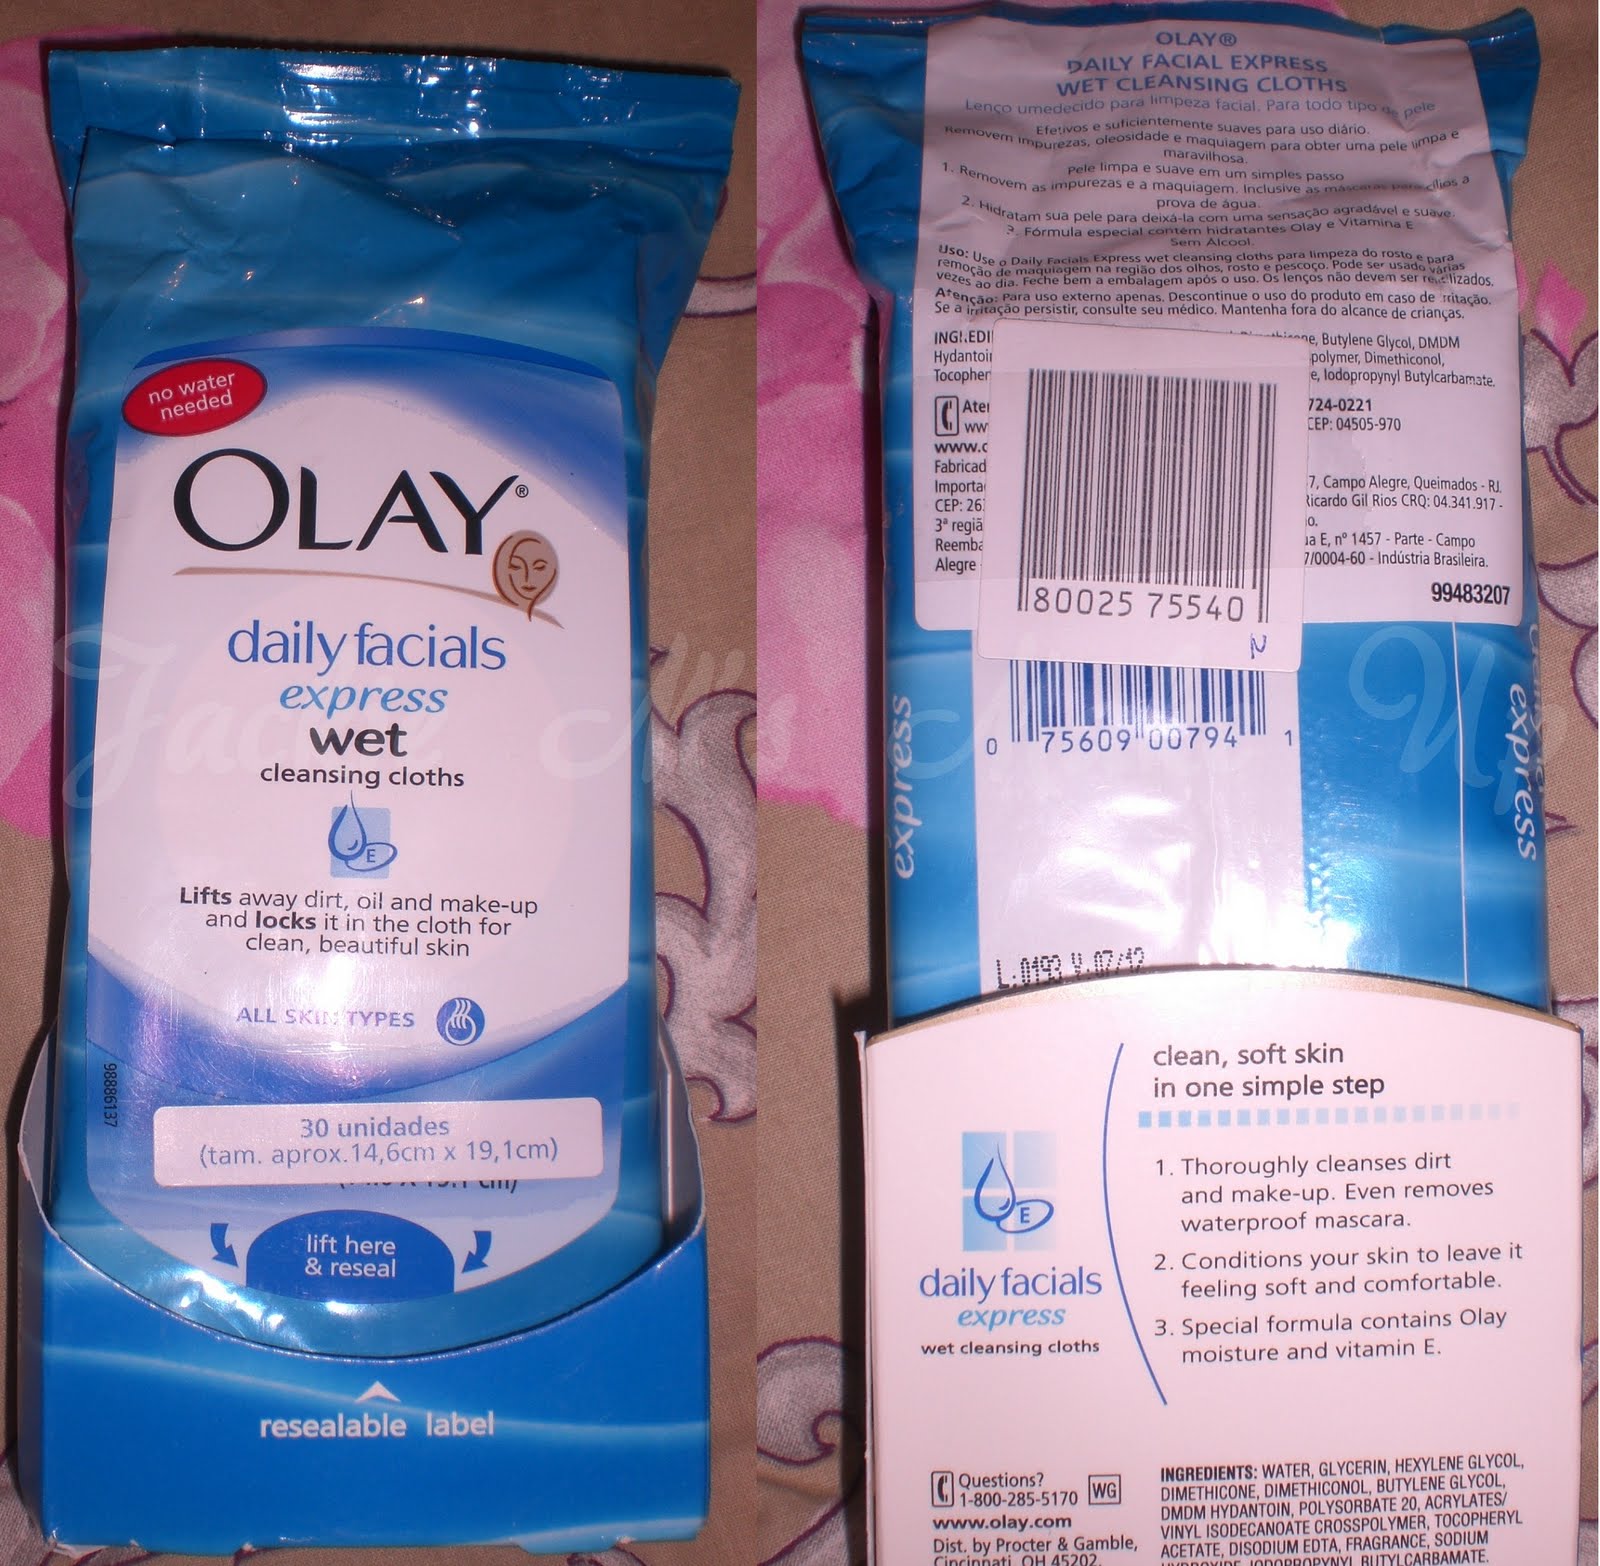 no water
needed
OLAY®
daily facials
express
wet
cleansing cloths
E
Lifts away dirt, oil and make-up
and locks it in the cloth for
clean, beautiful skin
ALL SKIN TYPES
98886137
30 unidades
(tam. aprox.14,6cm x 19,1cm)
lift here
& reseal
resealable label
OLAY®
DAILY FACIAL EXPRESS
WET CLEANSING CLOTHS
Lenço umedecido para limpeza facial. Para todo tipo de pele
Efetivos e suficientemente suaves para uso diário.
Removem impurezas, oleosidade e maquiagem para obter uma pele limpa e
maravilhosa.
Pele limpa e suave em um simples passo
1. Removem as impurezas e a maquiagem. Inclusive as máscaras para cílios a
prova de água.
2. Hidratam sua pele para deixá-la com uma sensação agradável e suave.
3. Fórmula especial contém hidratantes Olay e Vitamina E
Sem Álcool.
Uso: Use o Daily Facials Express wet cleansing cloths para limpeza do rosto e para
remoção de maquiagem na região dos olhos, rosto e pescoço. Pode ser usado várias
vezes ao dia. Feche bem a embalagem após o uso. Os lenços não devem ser reutilizados.
Atenção: Para uso externo apenas. Descontinue o uso do produto em caso de irritação.
Se a irritação persistir, consulte seu médico. Mantenha fora do alcance de crianças.
Butylene Glycol, DMDM
polymer, Dimethiconol,
Iodopropynyl Butylcarbamate.
724-0221
www
CEP: 04505-970
www.
Campo Alegre, Queimados - RJ.
CEP: Ricardo Gil Rios CRQ: 04.341.917 -
3ª
E, nº 1457 - Parte - Campo
Alegre 7/0004-60 - Indústria Brasileira.
99483207
80025 75540
2
0 75609 00794 1
express
express
L:0193 V:07/12
clean, soft skin
in one simple step
1. Thoroughly cleanses dirt
and make-up. Even removes
waterproof mascara.
2. Conditions your skin to leave it
feeling soft and comfortable.
3. Special formula contains Olay
moisture and vitamin E.
E
daily facials
express
wet cleansing cloths
Questions?
1-800-285-5170
WG
www.olay.com
Dist. by Procter & Gamble,
Cincinnati, OH 45202.
INGREDIENTS: WATER, GLYCERIN, HEXYLENE GLYCOL,
DIMETHICONE, DIMETHICONOL, BUTYLENE GLYCOL,
DMDM HYDANTOIN, POLYSORBATE 20, ACRYLATES/
VINYL ISODECANOATE CROSSPOLYMER, TOCOPHERYL
ACETATE, DISODIUM EDTA, FRAGRANCE, SODIUM
HYDROXIDE, IODOPROPYNYL BUTYLCARBAMATE.